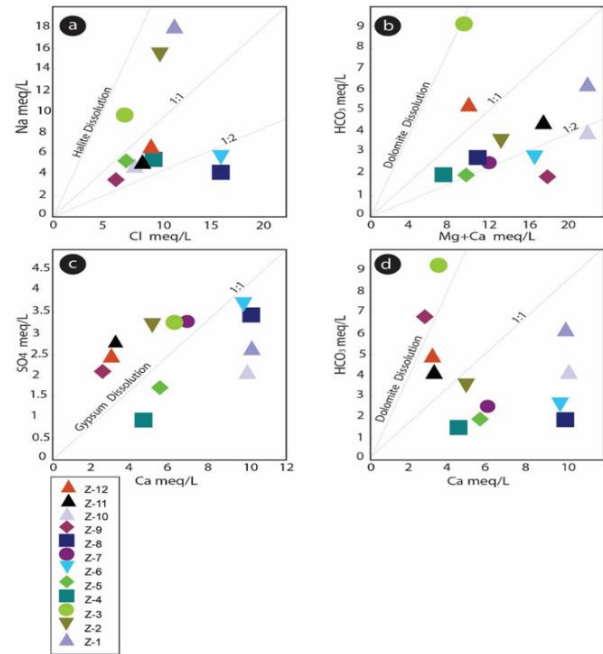 a
18
16
14
12
10
8
6
4
2
0
Na meq/L
Halite Dissolution
1:1
1:2
0
5
10
15
20
Cl meq/L
b
9
8
7
6
5
4
3
2
1
0
HCO₃ meq/L
Dolomite Dissolution
1:1
1:2
0
6
12
18
24
Mg+Ca meq/L
c
4.5
4
3.5
3
2.5
2
1.5
1
0.5
0
SO₄ meq/L
Gypsum Dissolution
1:1
0
2
4
6
8
10
12
Ca meq/L
d
9
8
7
6
5
4
3
2
1
0
HCO₃ meq/L
Dolomite Dissolution
1:1
0
2
4
6
8
10
Ca meq/L
Z-12
Z-11
Z-10
Z-9
Z-8
Z-7
Z-6
Z-5
Z-4
Z-3
Z-2
Z-1